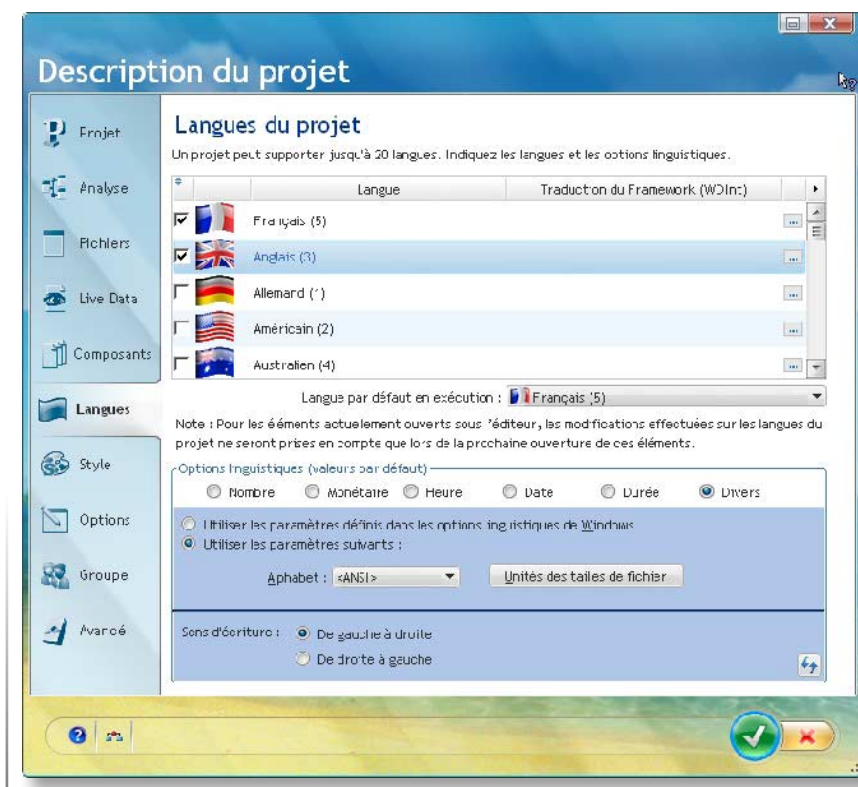 Description du projet
Projet
Analyse
Fichiers
Live Data
Composants
Langues
Style
Options
Groupe
Avancé
Langues du projet
Un projet peut supporter jusqu'à 20 langues. Indiquez les langues et les options linguistiques.
Langue Traduction du Framework (WDInt)
Français (5)
Anglais (3)
Allemand (1)
Américain (2)
Australien (4)
Langue par défaut en exécution : Français (5)
Note : Pour les éléments actuellement ouverts sous l'éditeur, les modifications effectuées sur les langues du
projet ne seront prises en compte que lors de la prochaine ouverture de ces éléments.
Options linguistiques (valeurs par défaut)
Nombre Monétaire Heure Date Durée Divers
Utiliser les paramètres définis dans les options linguistiques de Windows
Utiliser les paramètres suivants :
Alphabet : <ANSI> Unités des tailles de fichier
Sens d'écriture : De gauche à droite
De droite à gauche